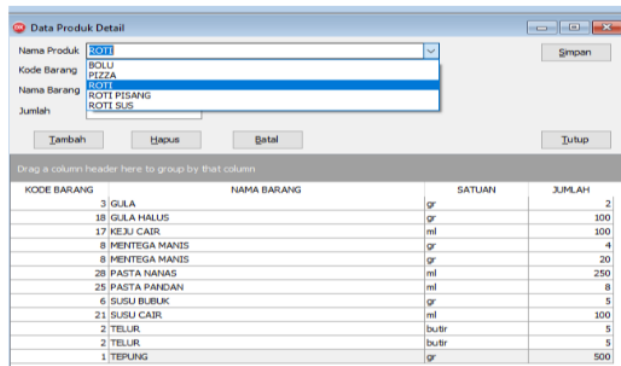 Data Produk Detail
Nama Produk ROTI
Simpan
BOLU
Kode Barang
PIZZA
ROTI
Nama Barang
ROTI PISANG
ROTI SUS
Jumlah
Tambah Hapus Batal Tutup
Drag a column header here to group by that column
KODE BARANG NAMA BARANG SATUAN JUMLAH
3 GULA gr 2
18 GULA HALUS gr 100
17 KEJU CAIR ml 100
8 MENTEGA MANIS gr 4
8 MENTEGA MANIS gr 20
28 PASTA NANAS ml 250
25 PASTA PANDAN ml 8
6 SUSU BUBUK gr 5
21 SUSU CAIR ml 100
2 TELUR butir 5
2 TELUR butir 5
1 TEPUNG gr 500